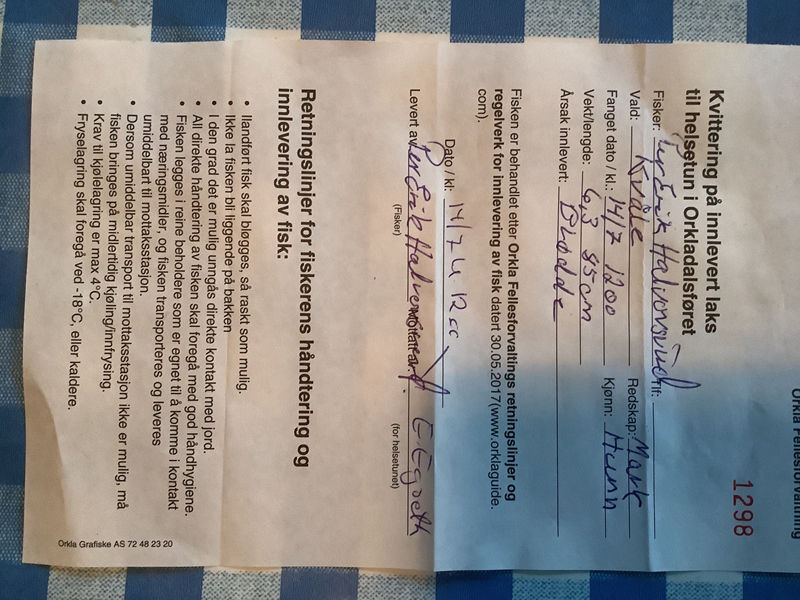 Orkla Fellesforvaltning
1298
Kvittering på innlevert laks
til helsetun i Orkladalsføret
Fisker: Per Erik Halvorsrud Tlf:
Vald: Kvåle Redskap: Mark
Fanget dato / kl.: 14/7 1200 Kjønn: Hunn
Vekt/lengde: 6,3 85cm
Årsak innlevert: Blødde
Fisken er behandlet etter Orkla Fellesforvaltings retningslinjer og
regelverk for innlevering av fisk datert 30.05.2017(www.orklaguide.
com).
Dato / kl: 14/7 kl 12
Levert av Per Erik Halvorsrud Mottatt av: E. Egseth
(Fisker) (for helsetunet)
Retningslinjer for fiskerens håndtering og
innlevering av fisk:
• Ilandført fisk skal bløgges, så raskt som mulig.
• Ikke la fisken bli liggende på bakken
• I den grad det er mulig unngås direkte kontakt med jord.
• All direkte håndtering av fisken skal foregå med god håndhygiene.
• Fisken legges i reine beholdere som er egnet til å komme i kontakt
med næringsmidler, og fisken transporteres og leveres
umiddelbart til mottaksstasjon.
• Dersom umiddelbar transport til mottaksstasjon ikke er mulig, må
fisken bringes på midlertidig kjøling/innfrysing.
• Krav til kjølelagring er max 4°C.
• Fryselagring skal foregå ved -18°C, eller kaldere.
Orkla Grafiske AS 72 48 23 20